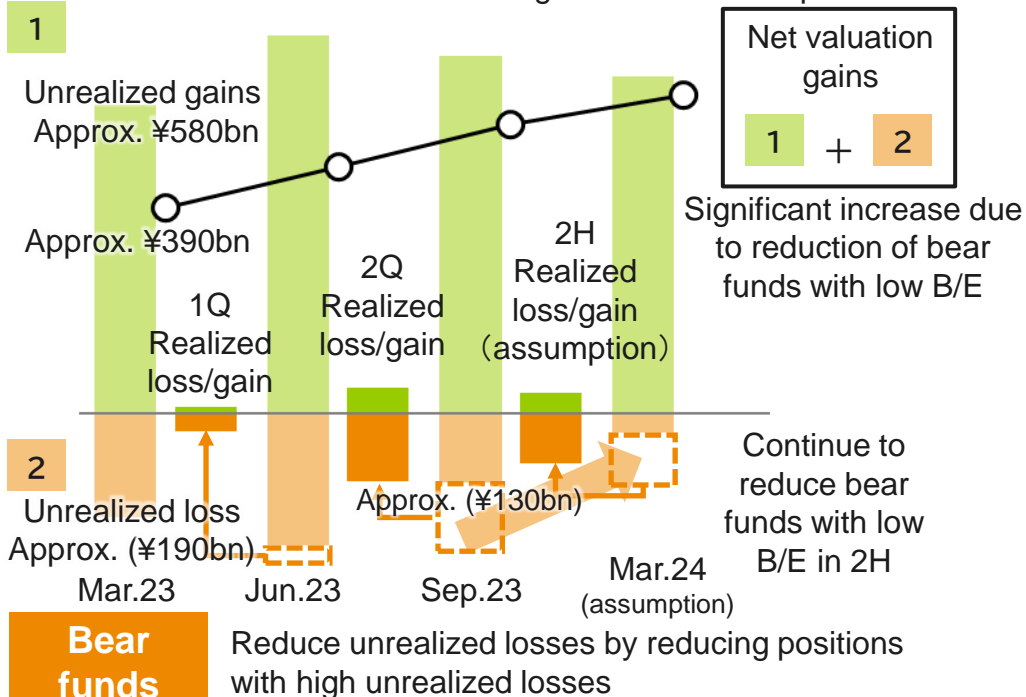 1
Unrealized gains
Approx. ¥580bn
Approx. ¥390bn
Net valuation
gains
1 + 2
Significant increase due
to reduction of bear
funds with low B/E
1Q
Realized
loss/gain
2Q
Realized
loss/gain
2H
Realized
loss/gain
（assumption）
2
Unrealized loss
Approx. (¥190bn)
Approx. (¥130bn)
Continue to
reduce bear
funds with low
B/E in 2H
Mar.23
Jun.23
Sep.23
Mar.24
(assumption)
Bear
funds
Reduce unrealized losses by reducing positions
with high unrealized losses